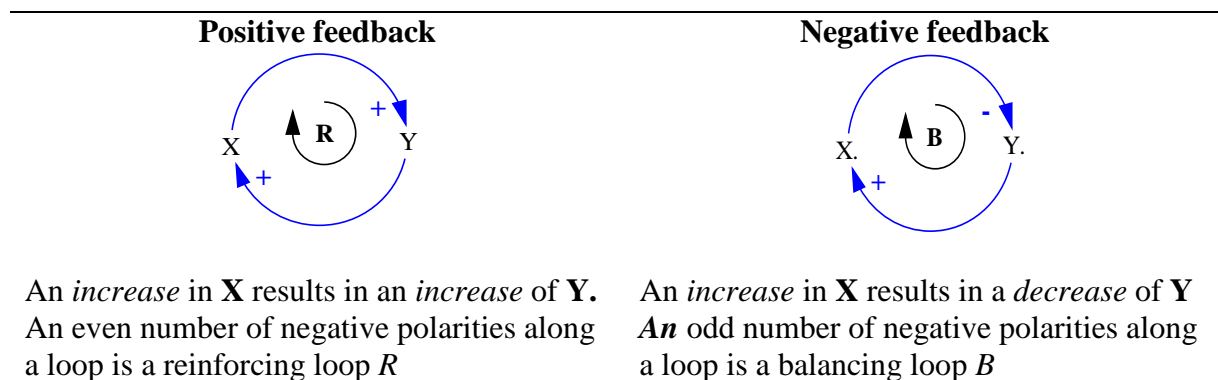 Positive feedback
+
R
X
Y
+
An increase in X results in an increase of Y.
An even number of negative polarities along
a loop is a reinforcing loop R
Negative feedback
-
B
X.
Y.
+
An increase in X results in a decrease of Y
An odd number of negative polarities along
a loop is a balancing loop B